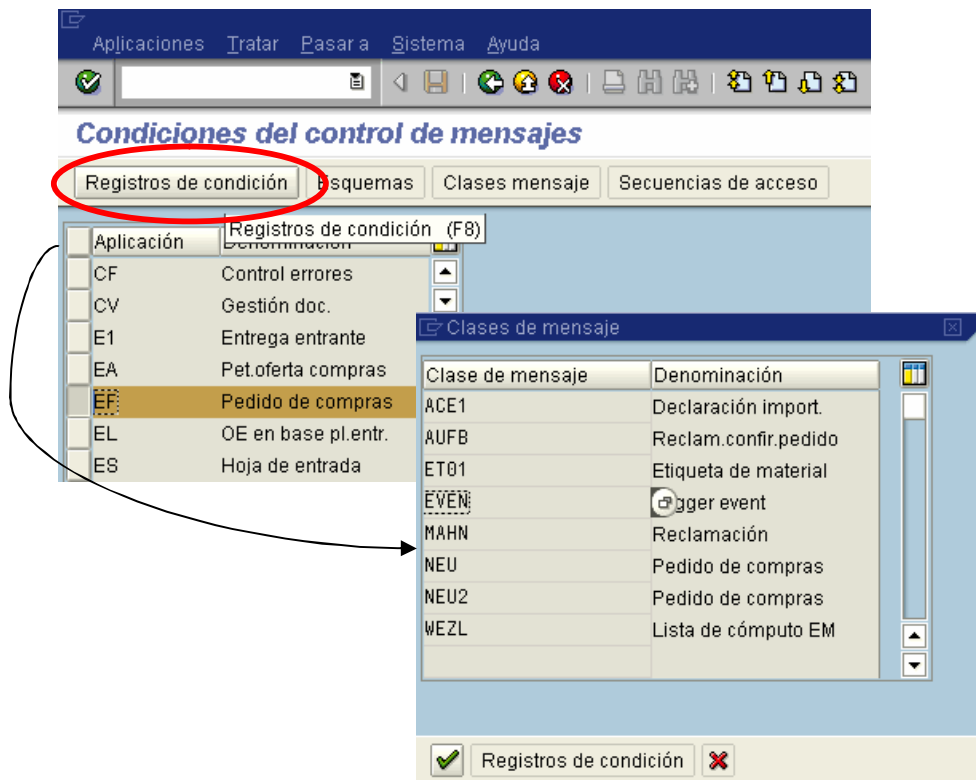 Aplicaciones Tratar Pasar a Sistema Ayuda
Condiciones del control de mensajes
Registros de condición Esquemas Clases mensaje Secuencias de acceso
Registros de condición (F8)
Aplicación Denominación
CF Control errores
CV Gestión doc.
E1 Entrega entrante
EA Pet.oferta compras
EF Pedido de compras
EL OE en base pl.entr.
ES Hoja de entrada
Clases de mensaje
Clase de mensaje Denominación
ACE1 Declaración import.
AUFB Reclam.confir.pedido
ET01 Etiqueta de material
EVEN gger event
MAHN Reclamación
NEU Pedido de compras
NEU2 Pedido de compras
WEZL Lista de cómputo EM
Registros de condición